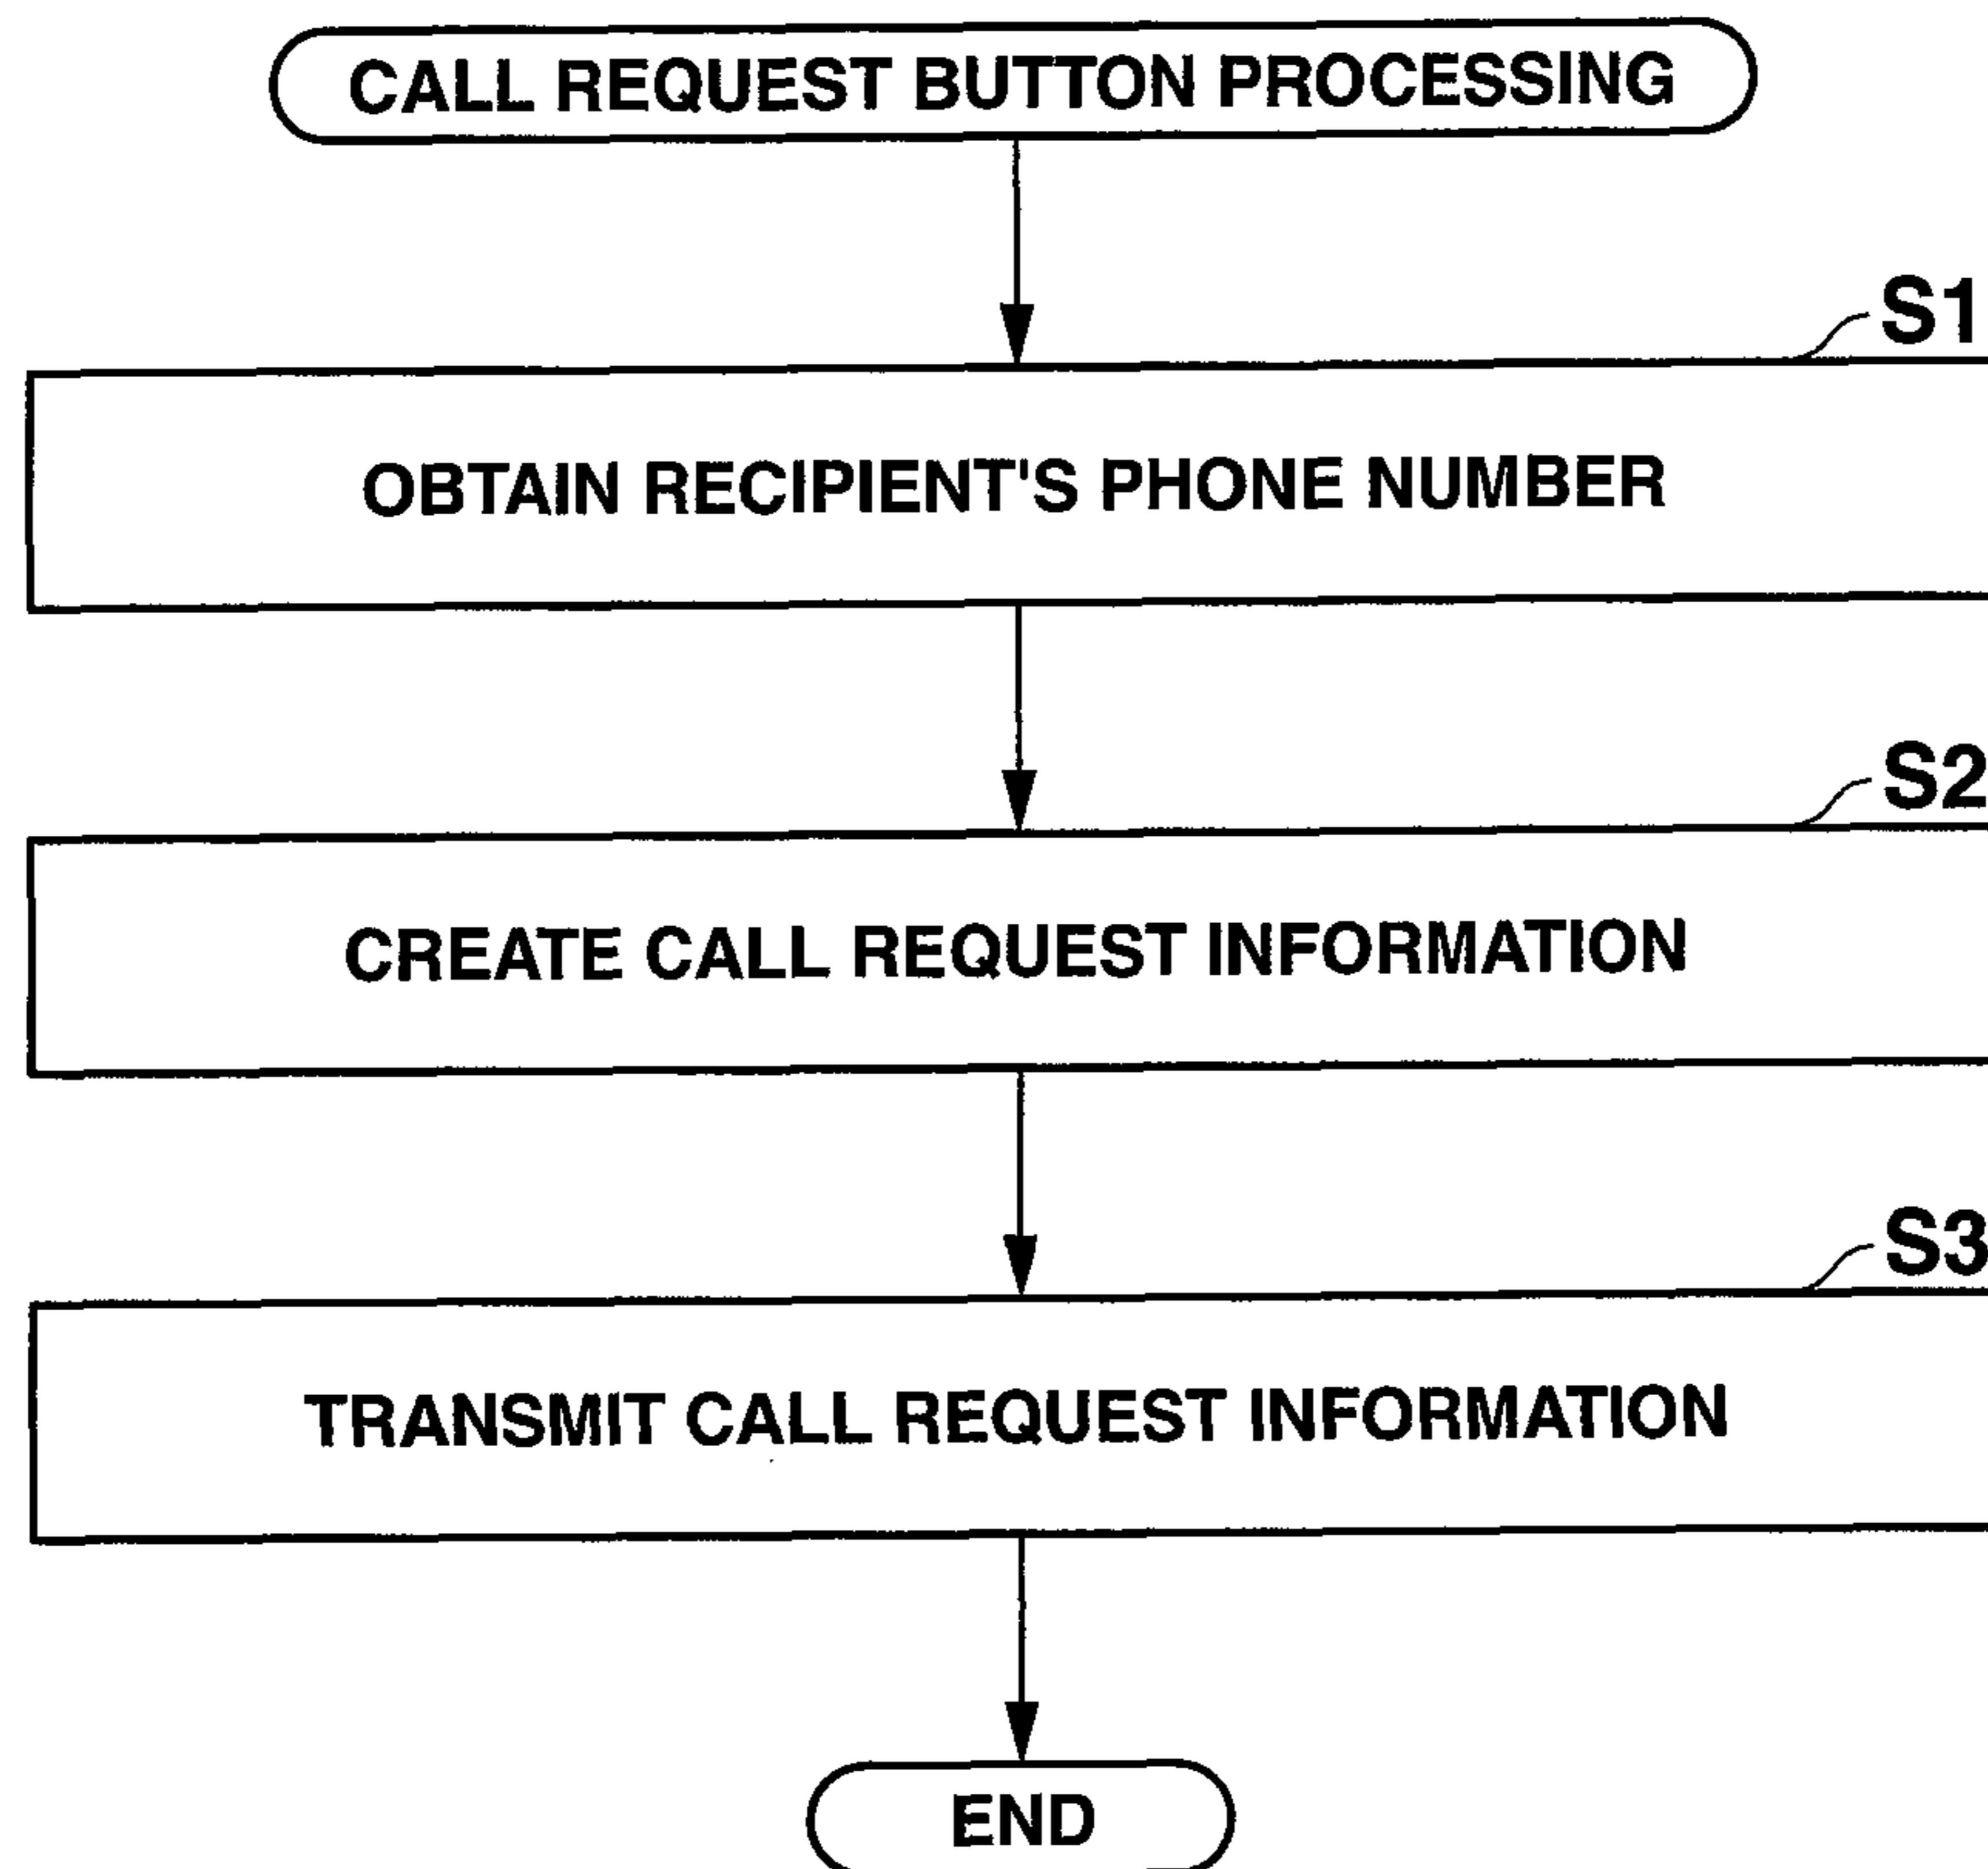 CALL REQUEST BUTTON PROCESSING
S1
OBTAIN RECIPIENT'S PHONE NUMBER
S2
CREATE CALL REQUEST INFORMATION
S3
TRANSMIT CALL REQUEST INFORMATION
END